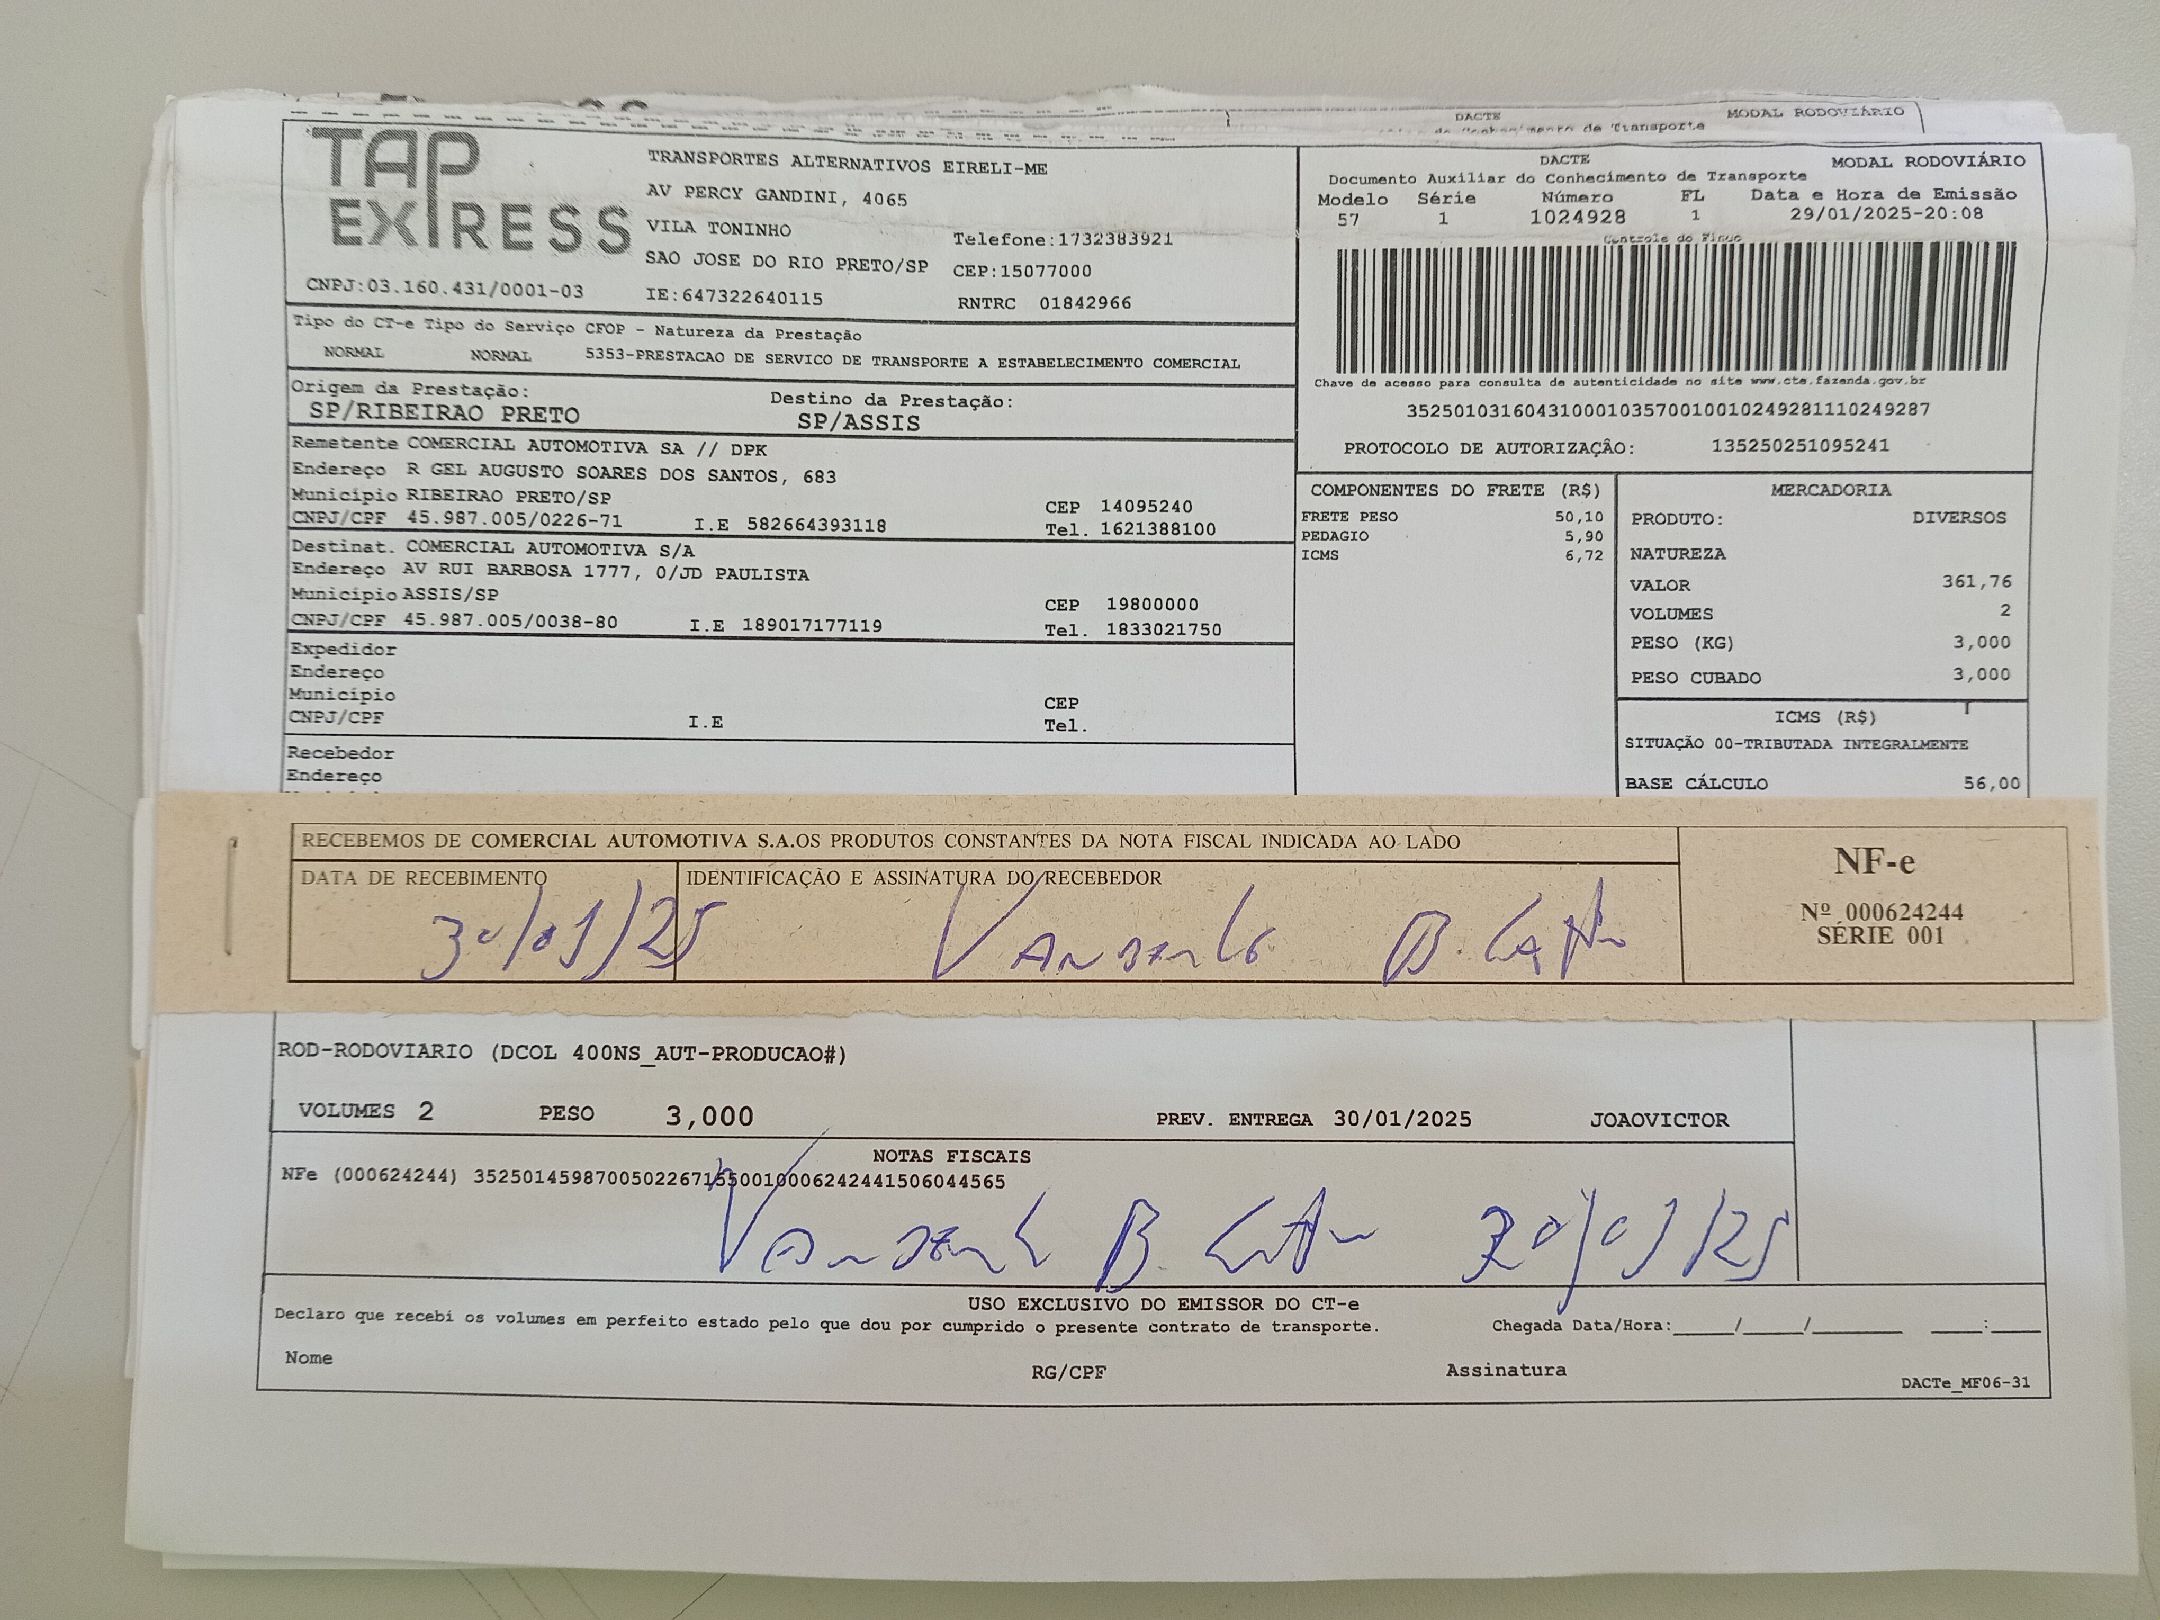 DACTE MODAL RODOVIÁRIO
de Transporte
TAP EXPRESS
CNPJ:03.160.431/0001-03
TRANSPORTES ALTERNATIVOS EIRELI-ME
AV PERCY GANDINI, 4065
VILA TONINHO
Telefone:1732383921
SAO JOSE DO RIO PRETO/SP CEP:15077000
IE:647322640115 RNTRC 01842966
DACTE MODAL RODOVIÁRIO
Documento Auxiliar do Conhecimento de Transporte
Modelo Série Número FL Data e Hora de Emissão
57 1 1024928 1 29/01/2025-20:08
Controle do Fisco
Chave de acesso para consulta de autenticidade no site www.cte.fazenda.gov.br
35250103160431000103570010010249281110249287
PROTOCOLO DE AUTORIZAÇÂO: 135250251095241
Tipo do CT-e Tipo do Serviço CFOP - Natureza da Prestação
NORMAL NORMAL 5353-PRESTACAO DE SERVICO DE TRANSPORTE A ESTABELECIMENTO COMERCIAL
Origem da Prestação: Destino da Prestação:
SP/RIBEIRAO PRETO SP/ASSIS
Remetente COMERCIAL AUTOMOTIVA SA // DPK
Endereço R GEL AUGUSTO SOARES DOS SANTOS, 683
Município RIBEIRAO PRETO/SP CEP 14095240
CNPJ/CPF 45.987.005/0226-71 I.E 582664393118 Tel. 1621388100
Destinat. COMERCIAL AUTOMOTIVA S/A
Endereço AV RUI BARBOSA 1777, 0/JD PAULISTA
Município ASSIS/SP CEP 19800000
CNPJ/CPF 45.987.005/0038-80 I.E 189017177119 Tel. 1833021750
Expedidor
Endereço
Município CEP
CNPJ/CPF I.E Tel.
Recebedor
Endereço
COMPONENTES DO FRETE (R$)
FRETE PESO 50,10
PEDAGIO 5,90
ICMS 6,72
MERCADORIA
PRODUTO: DIVERSOS
NATUREZA
VALOR 361,76
VOLUMES 2
PESO (KG) 3,000
PESO CUBADO 3,000
ICMS (R$)
SITUAÇÃO 00-TRIBUTADA INTEGRALMENTE
BASE CÁLCULO 56,00
RECEBEMOS DE COMERCIAL AUTOMOTIVA S.A.OS PRODUTOS CONSTANTES DA NOTA FISCAL INDICADA AO LADO
DATA DE RECEBIMENTO IDENTIFICAÇÃO E ASSINATURA DO RECEBEDOR
30/01/25
NF-e
Nº 000624244
SÉRIE 001
ROD-RODOVIARIO (DCOL 400NS_AUT-PRODUCAO#)
VOLUMES 2 PESO 3,000 PREV. ENTREGA 30/01/2025 JOAOVICTOR
NOTAS FISCAIS
NFe (000624244) 35250145987005022671550010006242441506044565
30/01/25
USO EXCLUSIVO DO EMISSOR DO CT-e
Declaro que recebi os volumes em perfeito estado pelo que dou por cumprido o presente contrato de transporte. Chegada Data/Hora:____/____/______ ____:____
Nome RG/CPF Assinatura
DACTe_MF06-31